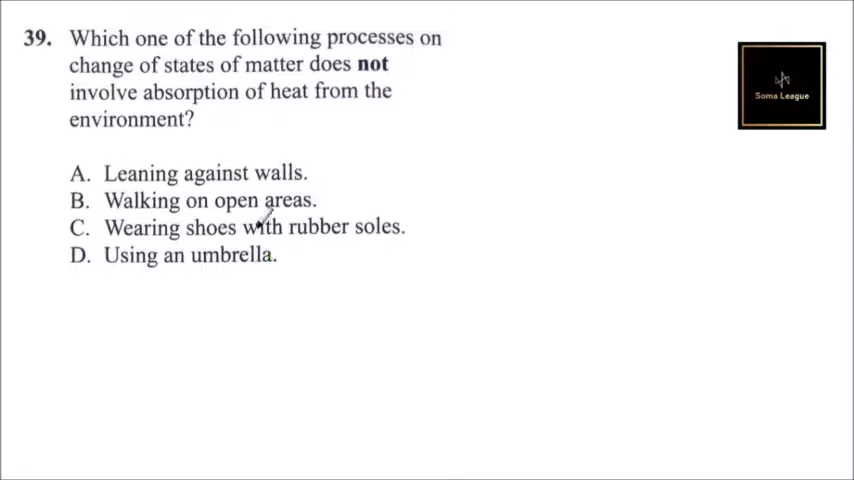 39. Which one of the following processes on
change of states of matter does not
involve absorption of heat from the
environment?
A. Leaning against walls.
B. Walking on open areas.
C. Wearing shoes with rubber soles.
D. Using an umbrella.
Soma League